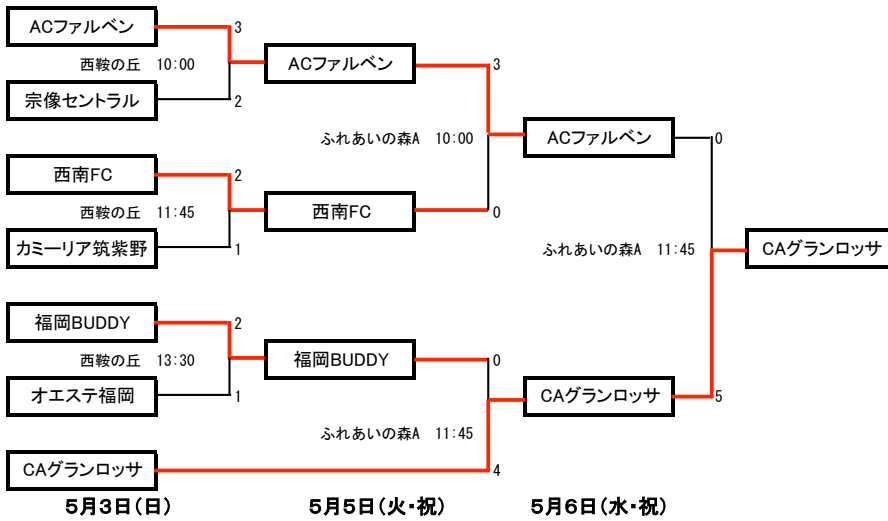 ACファルベン
3
西鞍の丘　10:00
宗像セントラル
2
ACファルベン
3
ふれあいの森A　10:00
西南FC
2
西鞍の丘　11:45
カミーリア筑紫野
1
西南FC
0
ACファルベン
0
ふれあいの森A　11:45
CAグランロッサ
福岡BUDDY
2
西鞍の丘　13:30
オエステ福岡
1
福岡BUDDY
0
ふれあいの森A　11:45
CAグランロッサ
4
CAグランロッサ
5
5月3日(日)
5月5日(火・祝)
5月6日(水・祝)